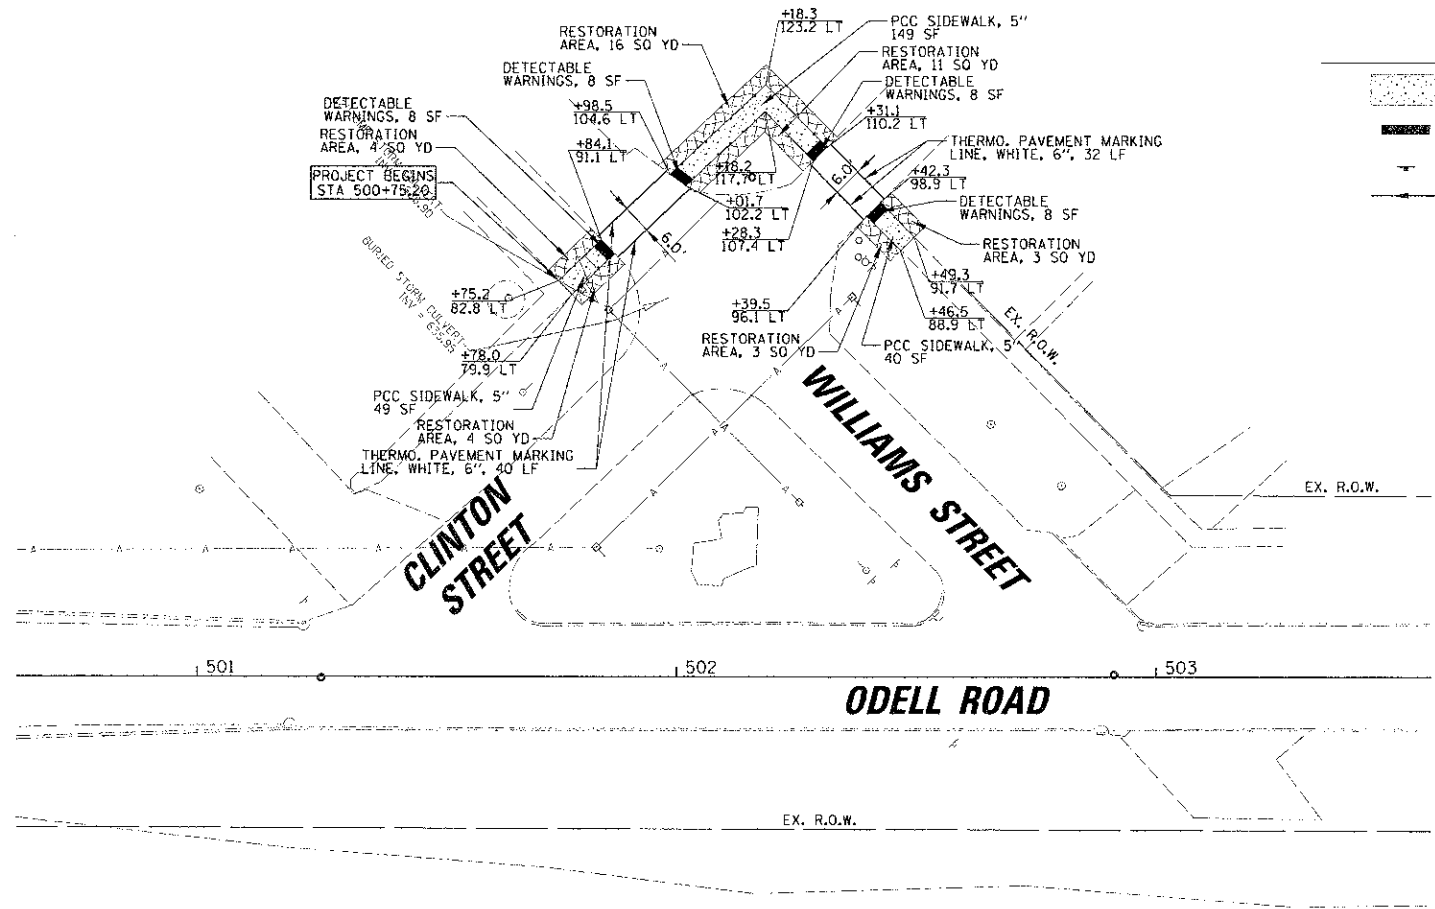 +18.3
123.2 LT
PCC SIDEWALK, 5"
149 SF
RESTORATION
AREA, 16 SQ YD
RESTORATION
AREA, 11 SQ YD
DETECTABLE
WARNINGS, 8 SF
DETECTABLE
WARNINGS, 8 SF
DETECTABLE
WARNINGS, 8 SF
+98.5
104.6 LT
+31.1
110.2 LT
RESTORATION
AREA, 4 SQ YD
+84.1
91.1 LT
THERMO. PAVEMENT MARKING
LINE, WHITE, 6", 32 LF
PROJECT BEGINS
STA 500+75.20
+18.2
117.7 LT
6.0'
+42.3
98.9 LT
+01.7
102.2 LT
DETECTABLE
WARNINGS, 8 SF
+28.3
107.4 LT
6.0'
RESTORATION
AREA, 3 SQ YD
BURIED STORM CULVERT
INV = 635.95
+75.2
82.8 LT
+49.3
91.7 LT
+39.5
96.1 LT
+46.5
88.9 LT
EX. R.O.W.
RESTORATION
AREA, 3 SQ YD
PCC SIDEWALK, 5'
40 SF
+78.0
79.9 LT
PCC SIDEWALK, 5"
49 SF
RESTORATION
AREA, 4 SQ YD
THERMO. PAVEMENT MARKING
LINE, WHITE, 6", 40 LF
WILLIAMS STREET
CLINTON
STREET
EX. R.O.W.
A A A A A A A
501
502
503
ODELL ROAD
EX. R.O.W.